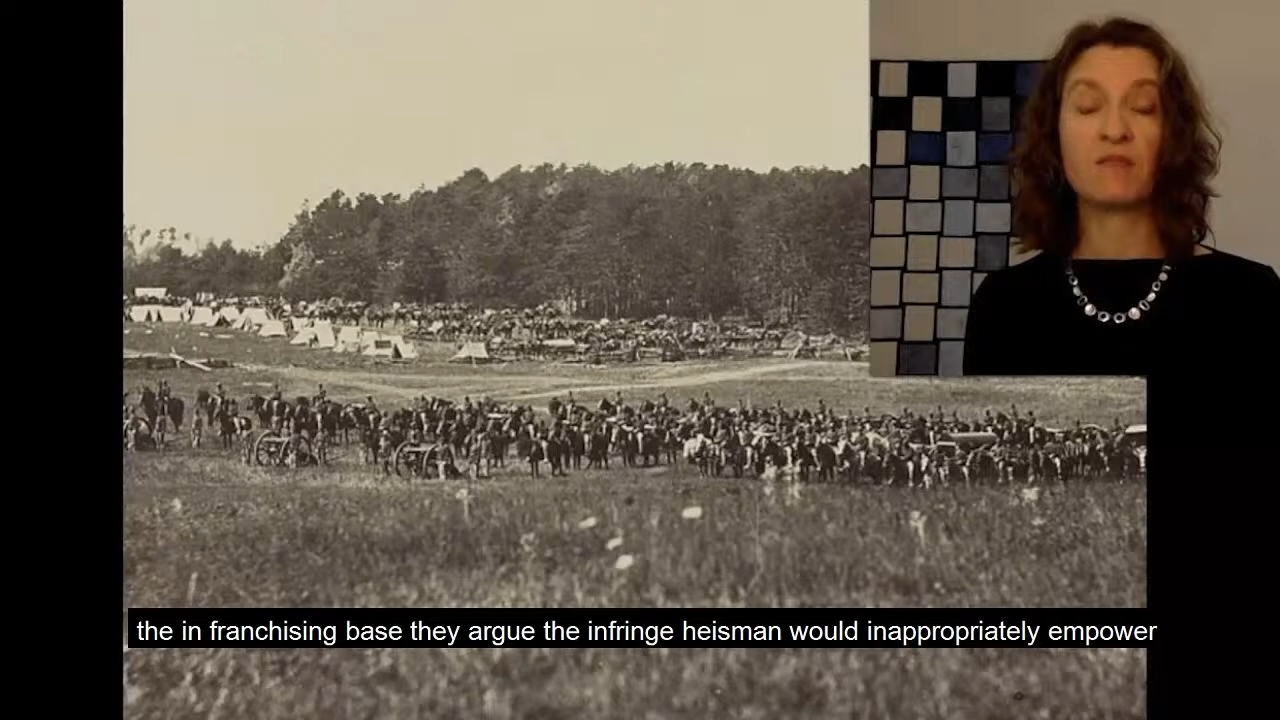 the in franchising base they argue the infringe heisman would inappropriately empower